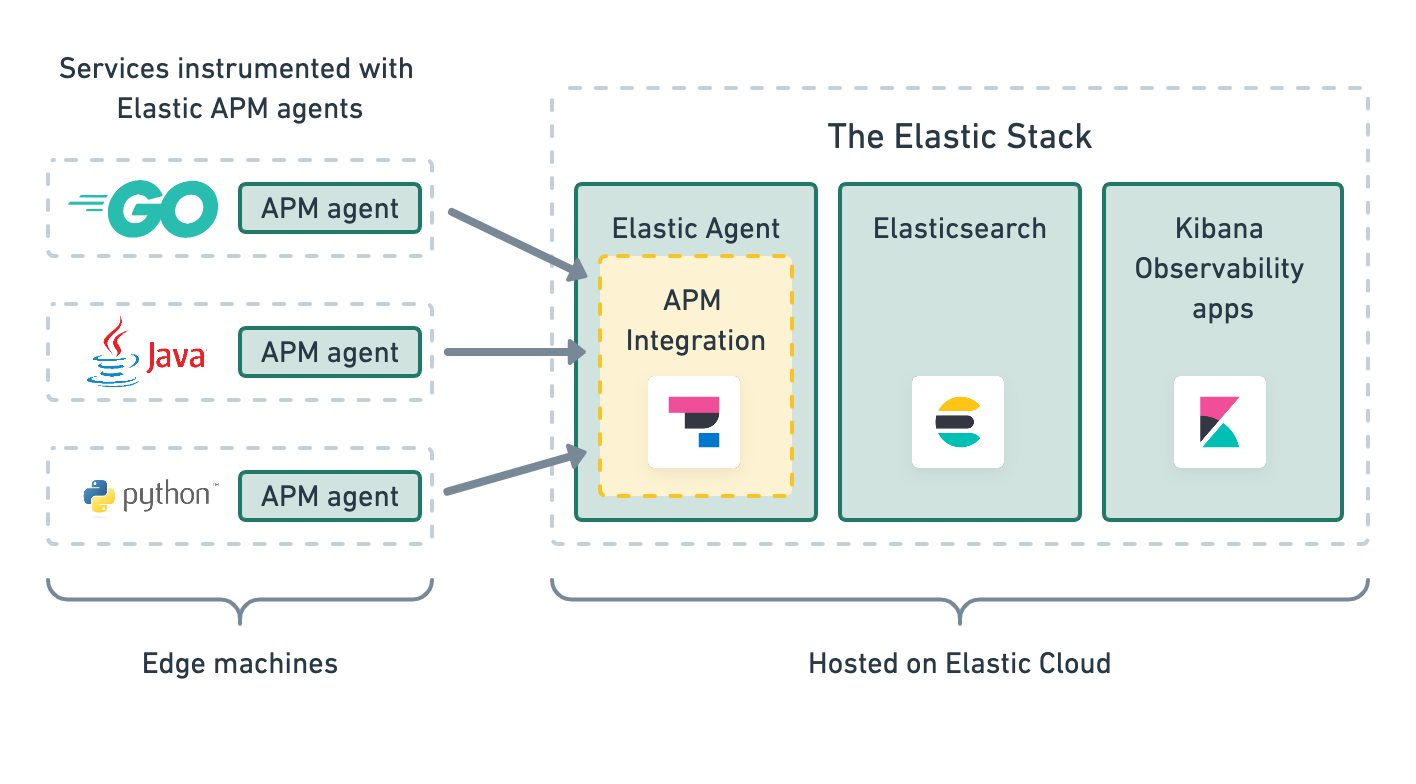 Services instrumented with
Elastic APM agents
GO
APM agent
Java
APM agent
python™
APM agent
The Elastic Stack
Elastic Agent
APM
Integration
Elasticsearch
Kibana
Observability
apps
Edge machines
Hosted on Elastic Cloud